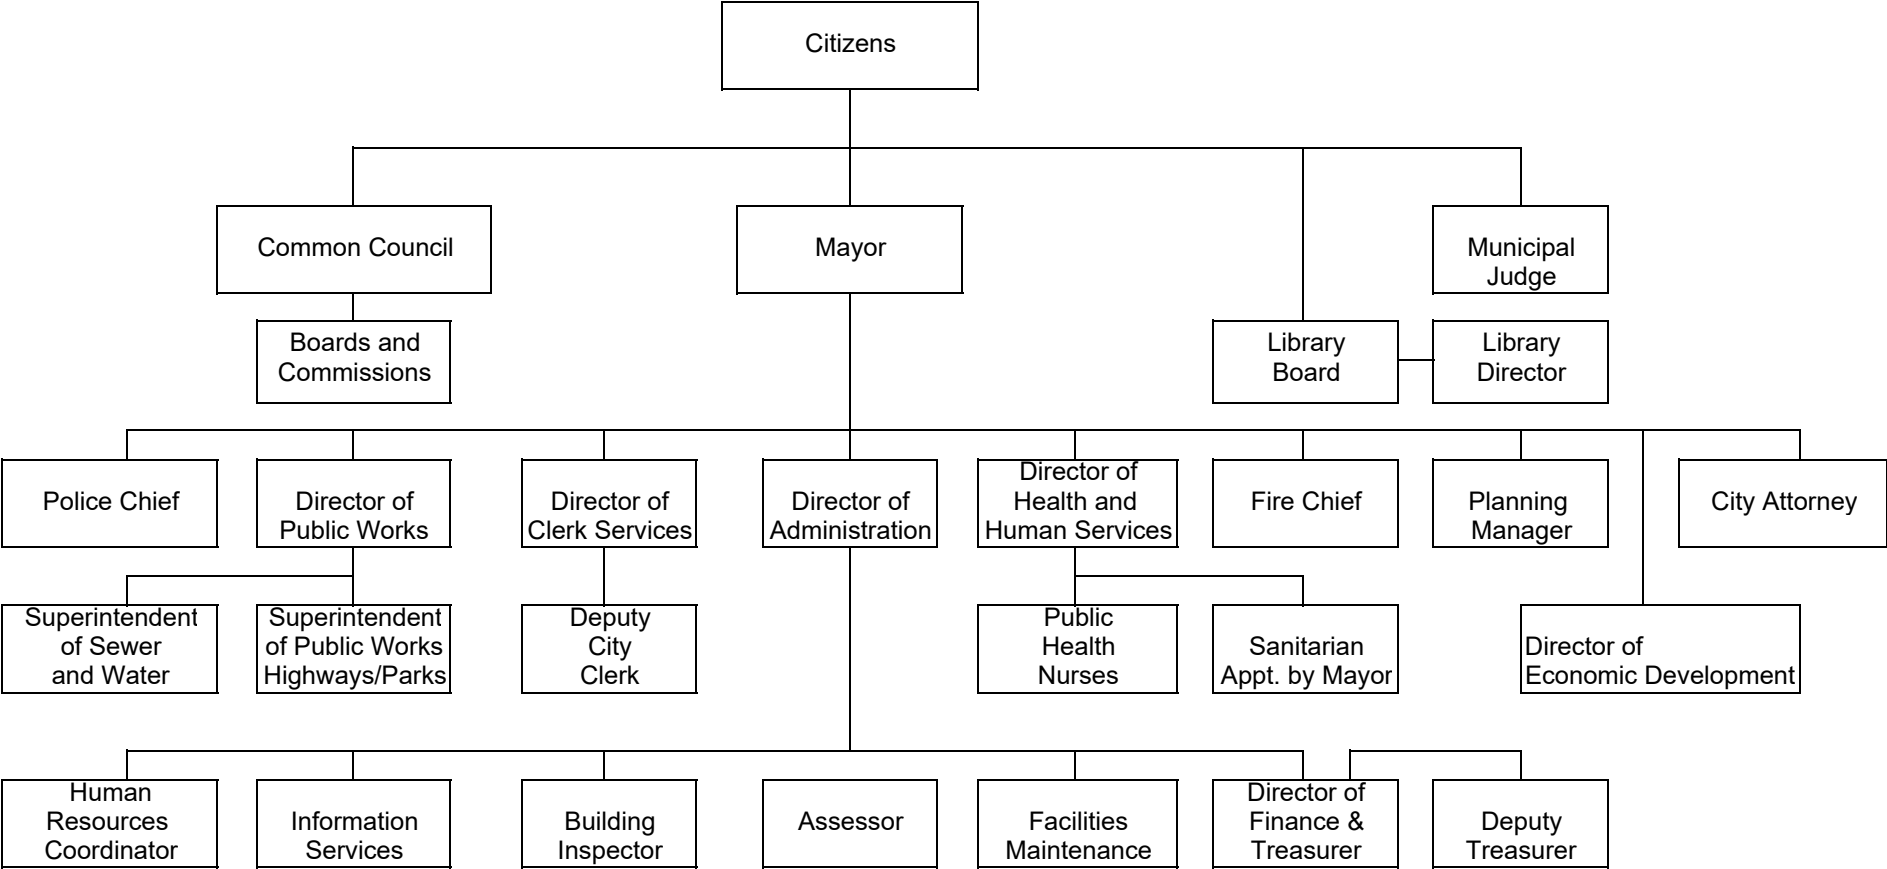 Citizens
Common Council
Mayor
Municipal
Judge
Boards and
Commissions
Library
Board
Library
Director
Police Chief
Director of
Public Works
Director of
Clerk Services
Director of
Administration
Director of
Health and
Human Services
Fire Chief
Planning
Manager
City Attorney
Superintendent
of Sewer
and Water
Superintendent
of Public Works
Highways/Parks
Deputy
City
Clerk
Public
Health
Nurses
Sanitarian
Appt. by Mayor
Director of
Economic Development
Human
Resources
Coordinator
Information
Services
Building
Inspector
Assessor
Facilities
Maintenance
Director of
Finance &
Treasurer
Deputy
Treasurer